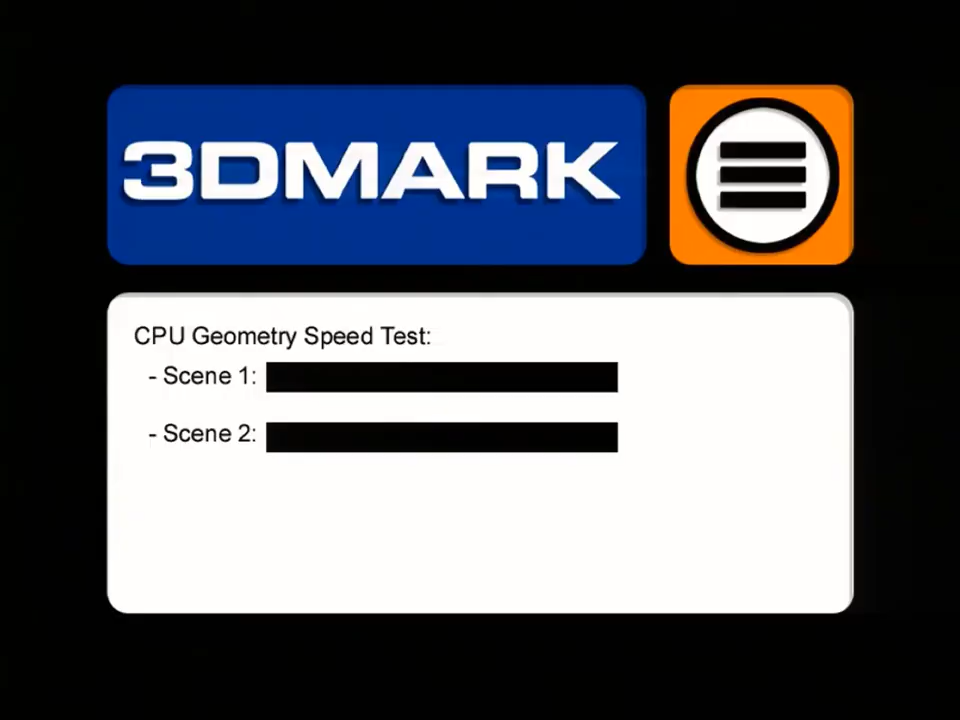 3DMARK
CPU Geometry Speed Test:
- Scene 1:
- Scene 2: